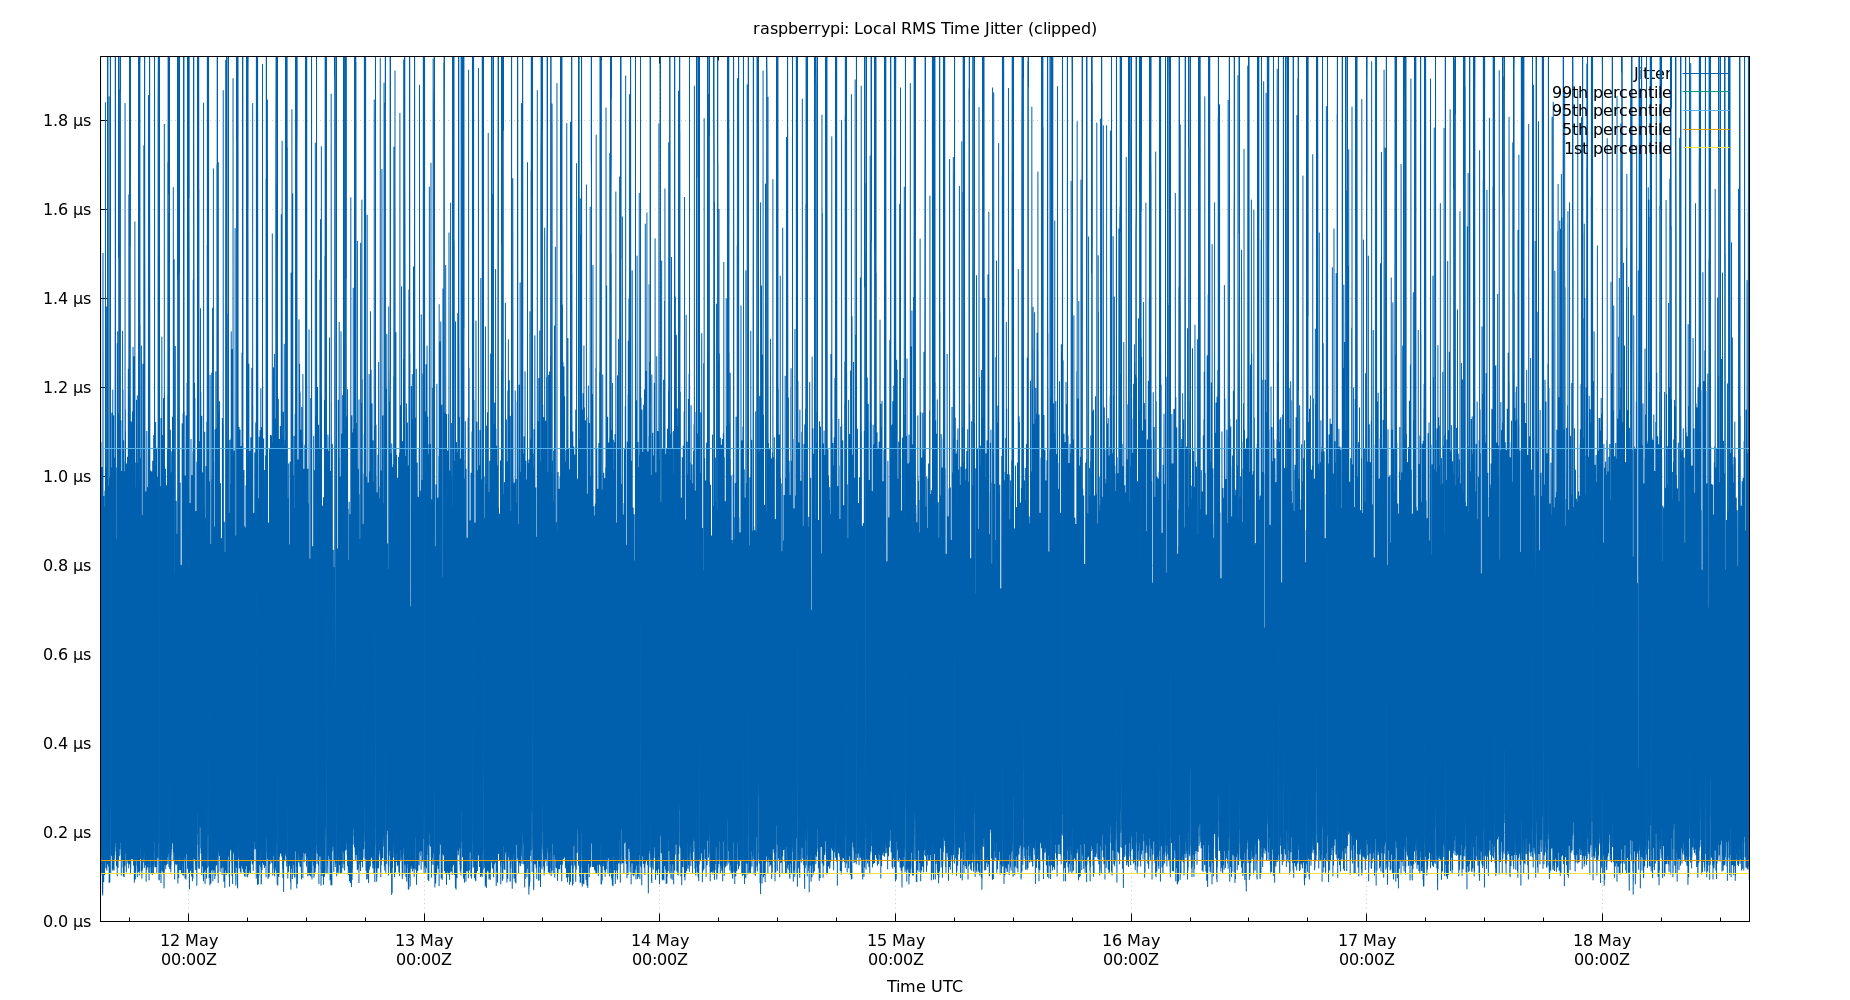 raspberrypi: Local RMS Time Jitter (clipped)
Jitter
99th percentile
95th percentile
5th percentile
1st percentile
1.8 µs
1.6 µs
1.4 µs
1.2 µs
1.0 µs
0.8 µs
0.6 µs
0.4 µs
0.2 µs
0.0 µs
12 May 13 May 14 May 15 May 16 May 17 May 18 May
00:00Z 00:00Z 00:00Z 00:00Z 00:00Z 00:00Z 00:00Z
Time UTC